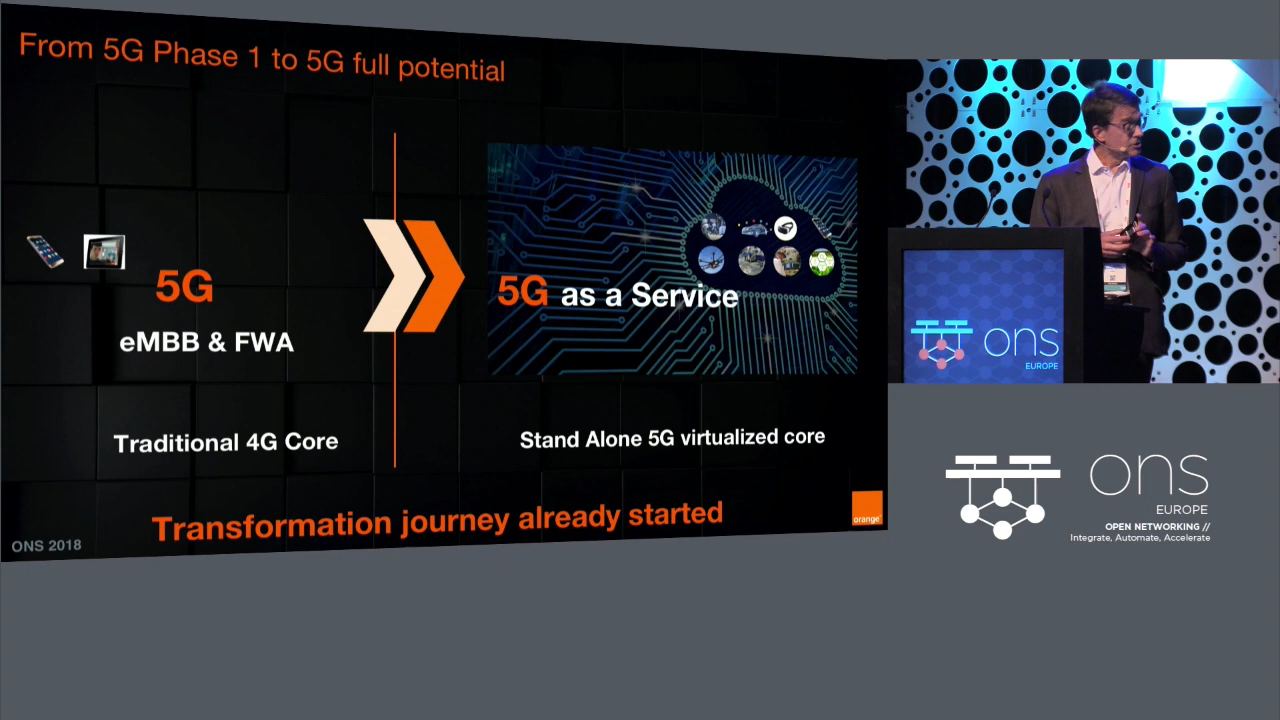 From 5G Phase 1 to 5G full potential
5G
eMBB & FWA
Traditional 4G Core
5G as a Service
Stand Alone 5G virtualized core
Transformation journey already started
ONS 2018
orange
ons
EUROPE
ons
EUROPE
OPEN NETWORKING //
Integrate, Automate, Accelerate